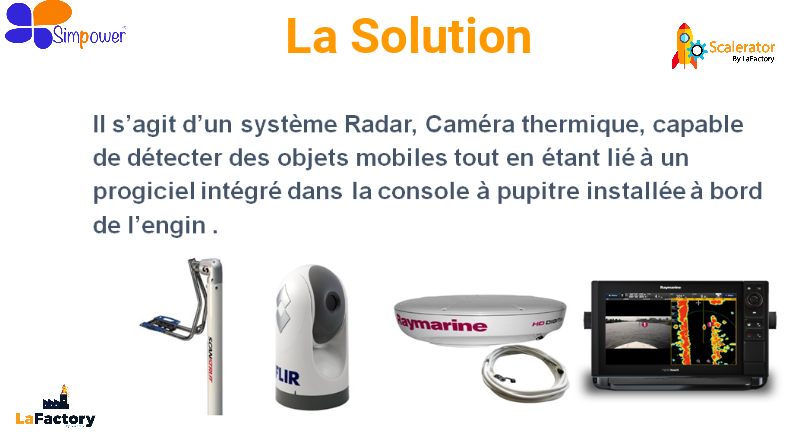 Simpower
La Solution
Scalerator
By LaFactory
Il s’agit d’un système Radar, Caméra thermique, capable
de détecter des objets mobiles tout en étant lié à un
progiciel intégré dans la console à pupitre installée à bord
de l’engin .
SCANSTRUT
FLIR
Raymarine
HD DIGITAL
Raymarine
LaFactory